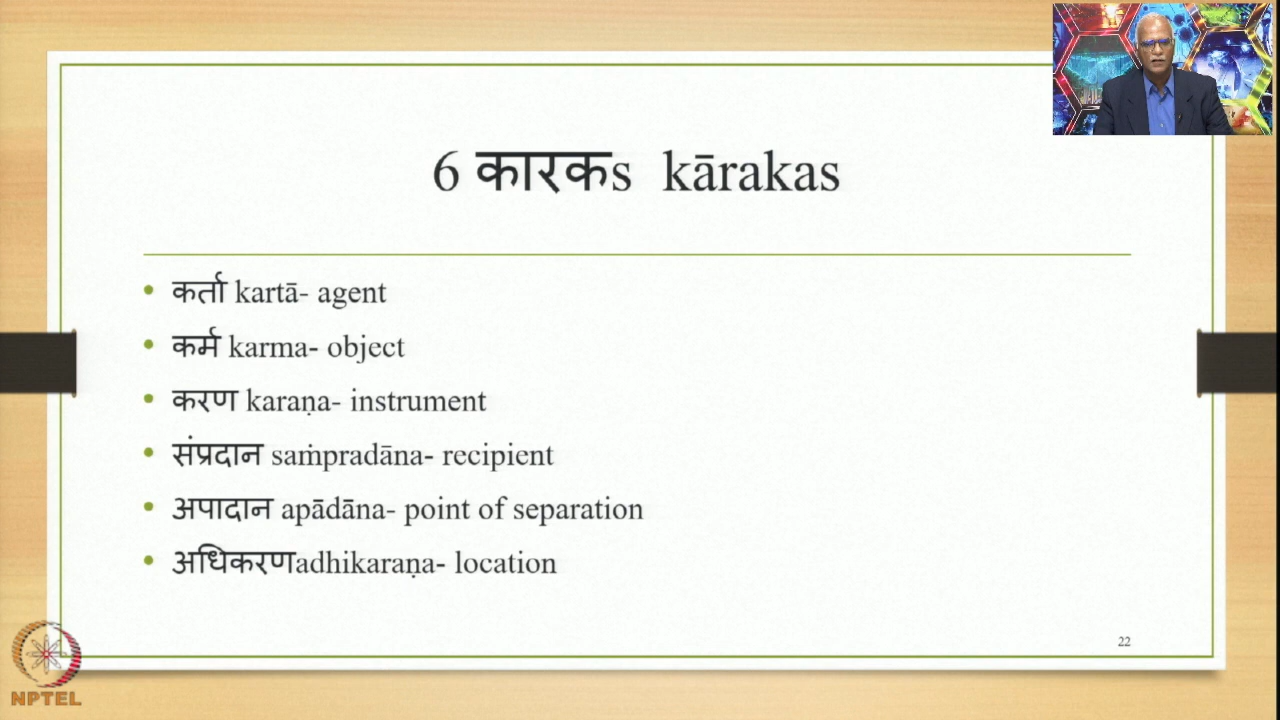 6 कारकs kārakas
• कर्ता kartā- agent
• कर्म karma- object
• करण karaṇa- instrument
• संप्रदान saṁpradāna- recipient
• अपादान apādāna- point of separation
• अधिकरणadhikaraṇa- location
22
NPTEL